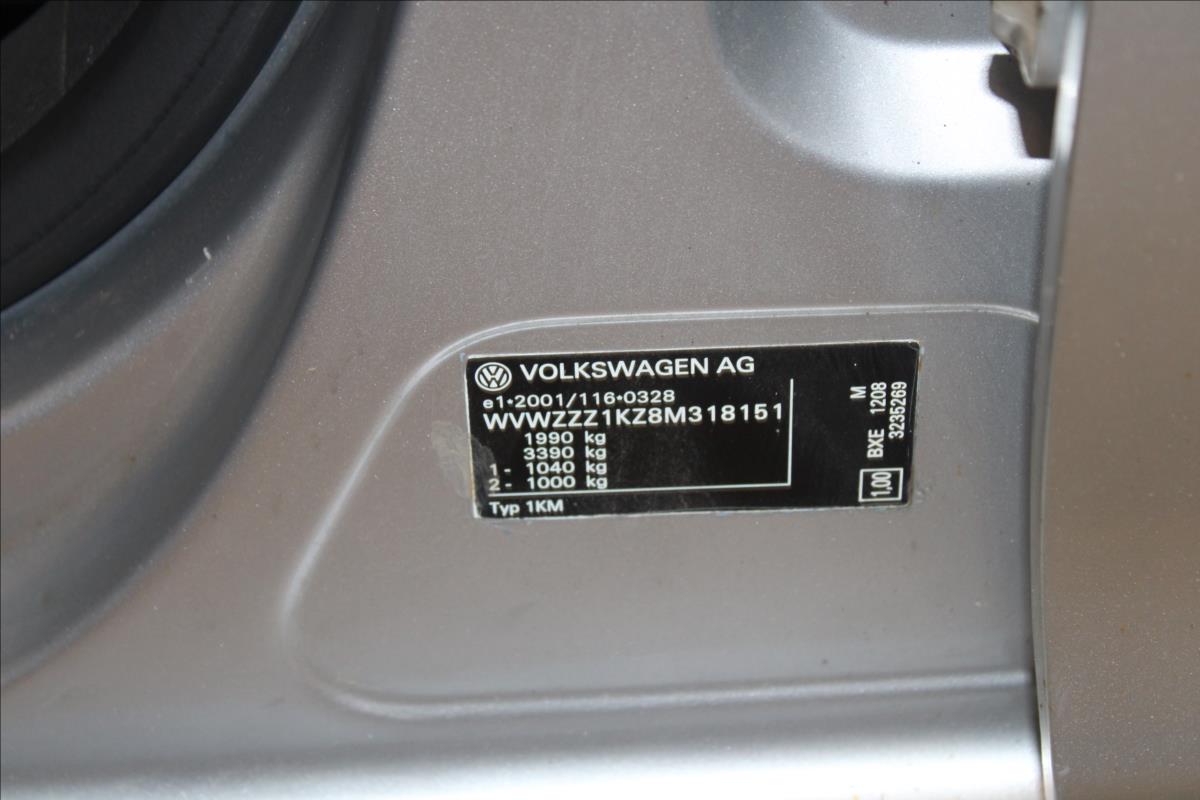 VOLKSWAGEN AG
e1*2001/116*0328
WVWZZZ1KZ8M318151
1990 kg
3390 kg
1 - 1040 kg
2 - 1000 kg
Typ 1KM
M
BXE 1208
3235269
1,00